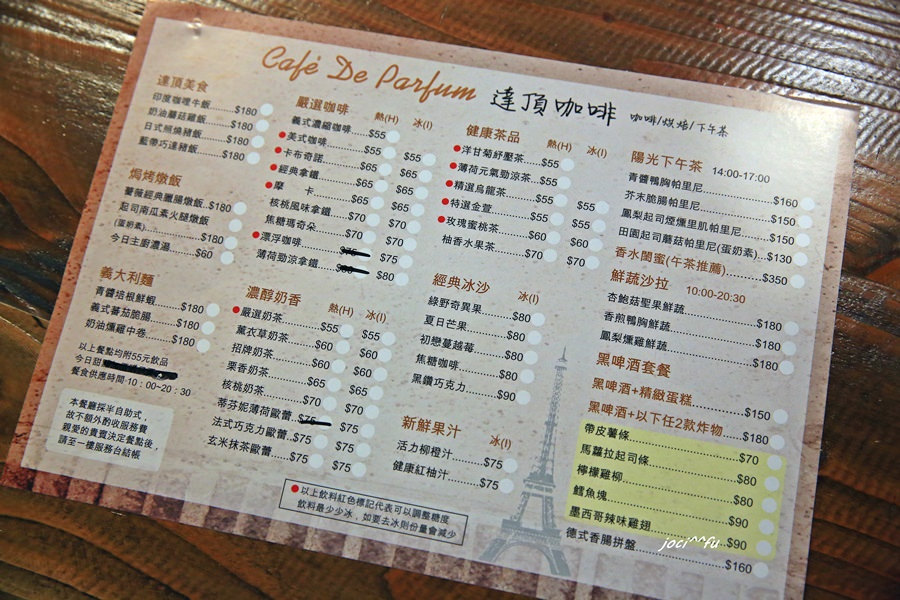 Café De Parfum 達頂咖啡 咖啡/烘焙/下午茶
達頂美食
印度咖哩牛飯 $180
奶油蘑菇雞飯 $180
日式照燒豬飯 $180
藍帶巧達豬飯 $180
焗烤燉飯
薔薇經典臘腸燉飯 $180
起司南瓜素火腿燉飯
(蛋奶素) $180
今日主廚濃湯 $60
義大利麵
青醬培根鮮蝦 $180
義式蕃茄脆腸 $180
奶油燻雞中卷 $180
以上餐點均附55元飲品
今日甜
餐食供應時間10:00~20:30
本餐廳採半自助式,
故不額外酌收服務費
親愛的貴賓決定餐點後
請至一樓服務台結帳
嚴選咖啡 熱(H) 冰(I)
義式濃縮咖啡 $55
美式咖啡 $55 $55
卡布奇諾 $65 $65
經典拿鐵 $65 $65
摩 卡 $65 $65
核桃風味拿鐵 $70 $70
焦糖瑪奇朵 $70 $70
漂浮咖啡 $75
薄荷勁涼拿鐵 $80
濃醇奶香 熱(H) 冰(I)
嚴選奶茶 $55 $55
薰衣草奶茶 $60 $60
招牌奶茶 $60 $60
栗香奶茶 $65 $65
核桃奶茶 $70 $70
蒂芬妮薄荷歐蕾 $75 $70
法式巧克力歐蕾 $75 $75
玄米抹茶歐蕾 $75 $75
以上飲料紅色標記代表可以調整糖度
飲料最少少冰,如要去冰則份量會減少
健康茶品 熱(H) 冰(I)
洋甘菊紓壓茶 $55
薄荷元氣勁涼茶 $55
精選烏龍茶 $55 $55
特選金萱 $55 $55
玫瑰蜜桃茶 $60 $60
柚香水果茶 $70 $70
經典冰沙 冰(I)
綠野奇異果 $80
夏日芒果 $80
初戀蔓越莓 $80
焦糖咖啡 $80
黑鑽巧克力 $90
新鮮果汁 冰(I)
活力柳橙汁 $75
健康紅柚汁 $75
陽光下午茶 14:00-17:00
青醬鴨胸帕里尼 $160
芥末脆腸帕里尼 $150
鳳梨起司煙燻里肌帕里尼 $150
田園起司蘑菇帕里尼(蛋奶素) $130
香水閨蜜(午茶推薦) $350
鮮蔬沙拉 10:00-20:30
杏鮑菇聖果鮮蔬 $180
香煎鴨胸鮮蔬 $180
鳳梨燻雞鮮蔬 $180
黑啤酒套餐
黑啤酒+精緻蛋糕 $150
黑啤酒+以下任2款炸物 $180
帶皮薯條 $70
馬蘿拉起司條 $80
檸檬雞柳 $80
鱈魚塊 $90
墨西哥辣味雞翅 $90
德式香腸拼盤 $160
joci^^fu